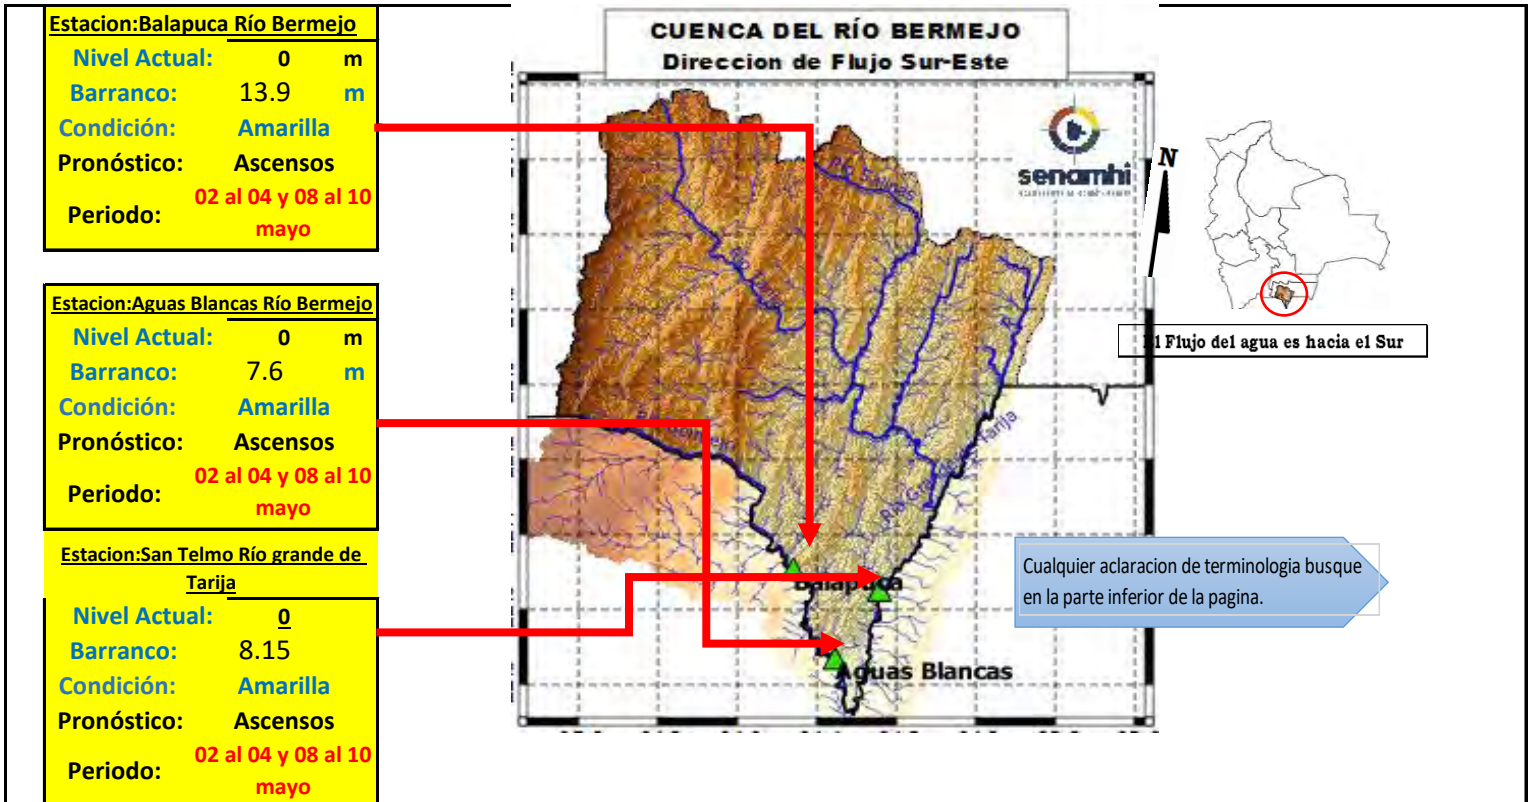 Estacion:Balapuca Río Bermejo
Nivel Actual: 0 m
Barranco: 13.9 m
Condición: Amarilla
Pronóstico: Ascensos
Periodo: 02 al 04 y 08 al 10
mayo
Estacion:Aguas Blancas Río Bermejo
Nivel Actual: 0 m
Barranco: 7.6 m
Condición: Amarilla
Pronóstico: Ascensos
Periodo: 02 al 04 y 08 al 10
mayo
Estacion:San Telmo Río grande de
Tarija
Nivel Actual: 0
Barranco: 8.15
Condición: Amarilla
Pronóstico: Ascensos
Periodo: 02 al 04 y 08 al 10
mayo
CUENCA DEL RÍO BERMEJO
Direccion de Flujo Sur-Este
senamhi
N
l Flujo del agua es hacia el Sur
Tarija
Balapuca
Aguas Blancas
Cualquier aclaracion de terminologia busque
en la parte inferior de la pagina.